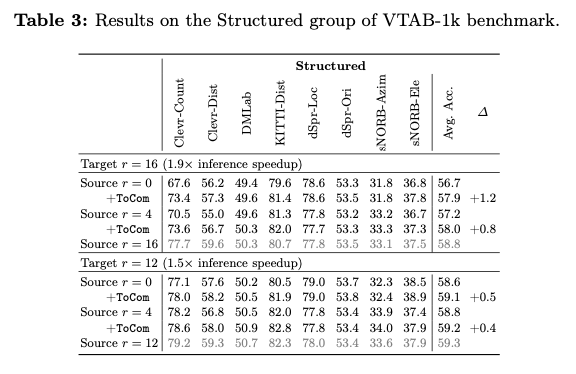 Table 3: Results on the Structured group of VTAB-1k benchmark.
Structured
Clevr-Count Clevr-Dist DMLab KITTI-Dist dSpr-Loc dSpr-Ori sNORB-Azim sNORB-Ele Avg. Acc. Δ
Target r = 16 (1.9× inference speedup)
Source r = 0 67.6 56.2 49.4 79.6 78.6 53.3 31.8 36.8 56.7
+ToCom 73.4 57.3 49.6 81.4 78.6 53.5 31.8 37.8 57.9 +1.2
Source r = 4 70.5 55.0 49.6 81.3 77.8 53.2 33.2 36.7 57.2
+ToCom 73.6 56.7 50.3 82.0 77.7 53.3 33.3 37.3 58.0 +0.8
Source r = 16 77.7 59.6 50.3 80.7 77.8 53.5 33.1 37.5 58.8
Target r = 12 (1.5× inference speedup)
Source r = 0 77.1 57.6 50.2 80.5 79.0 53.7 32.3 38.5 58.6
+ToCom 78.0 58.2 50.5 81.9 79.0 53.8 32.4 38.9 59.1 +0.5
Source r = 4 78.2 56.8 50.5 82.0 77.8 53.4 33.9 37.4 58.8
+ToCom 78.6 58.0 50.9 82.8 77.8 53.4 34.0 37.9 59.2 +0.4
Source r = 12 79.2 59.3 50.7 82.3 78.0 53.4 33.6 37.9 59.3